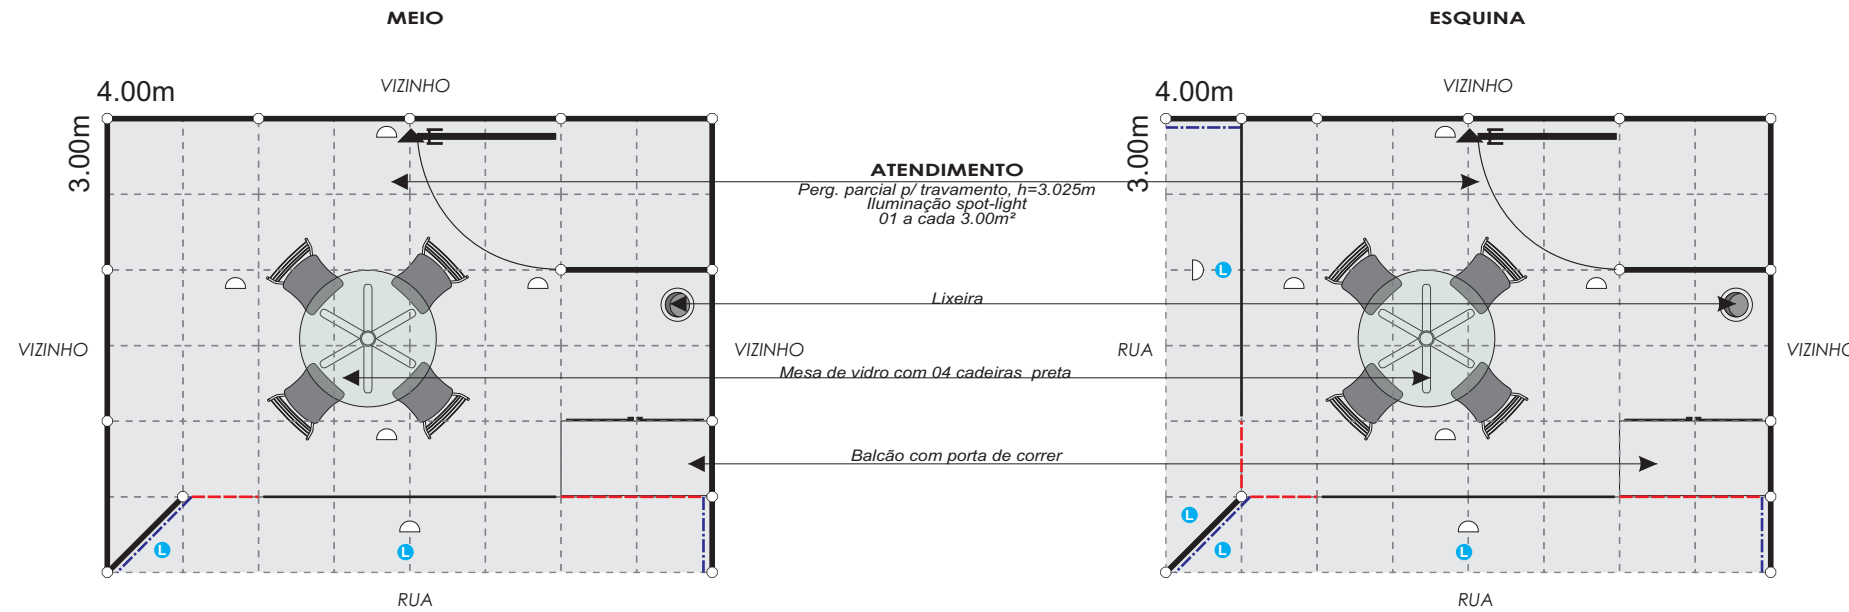 MEIO
ESQUINA
VIZINHO
VIZINHO
4.00m
4.00m
3.00m
3.00m
ATENDIMENTO
Perg. parcial p/ travamento, h=3.025m
Iluminação spot-light
01 a cada 3.00m²
L
Lixeira
VIZINHO
VIZINHO
RUA
VIZINHO
Mesa de vidro com 04 cadeiras preta
Balcão com porta de correr
L
L
L
L
L
RUA
RUA